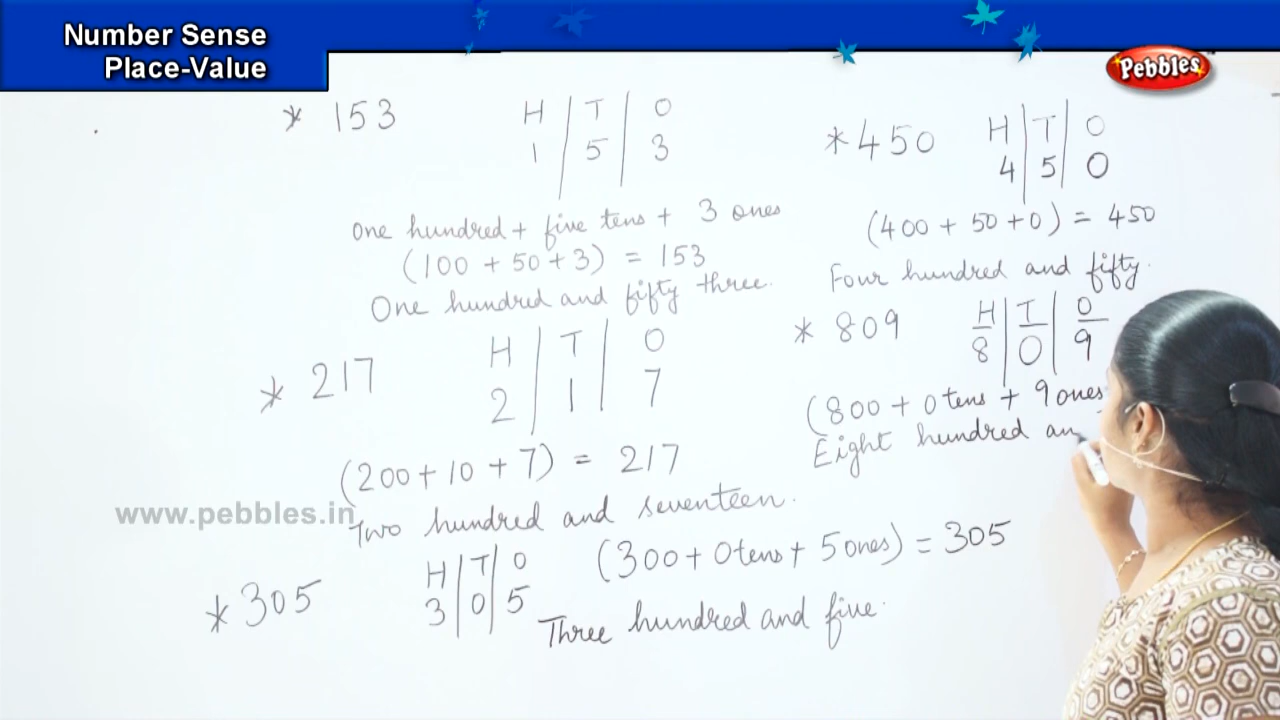 Number Sense
Place-Value
Pebbles
* 153
H T O
1 5 3
One hundred + five tens + 3 ones
(100 + 50 + 3) = 153
One hundred and fifty three.
* 217
H T O
2 1 7
(200 + 10 + 7) = 217
Two hundred and seventeen.
* 305
H T O
3 0 5
(300 + 0 tens + 5 ones) = 305
Three hundred and five.
* 450
H T O
4 5 0
(400 + 50 + 0) = 450
Four hundred and fifty.
* 809
H T O
8 0 9
(800 + 0 tens + 9 ones
Eight hundred an
www.pebbles.in